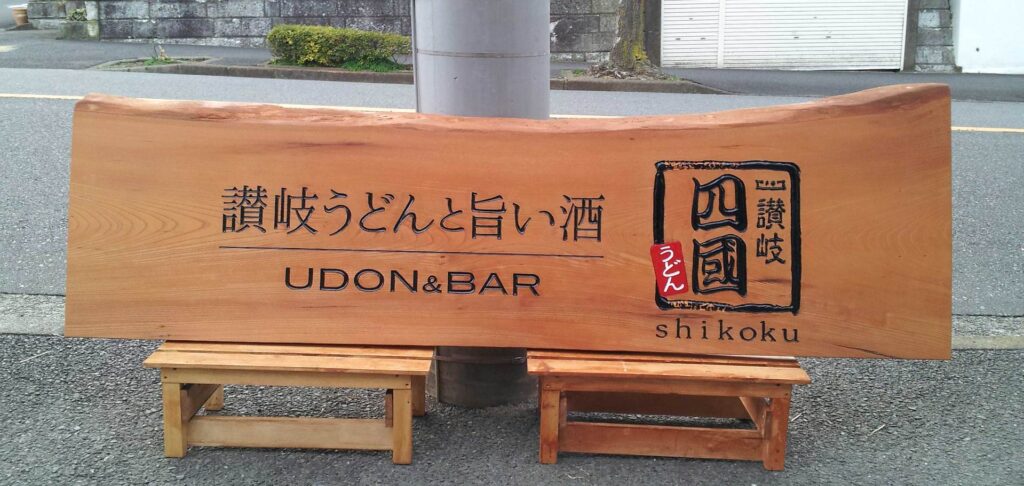 讃岐うどんと旨い酒
UDON&BAR
讃岐
四國
うどん
shikoku